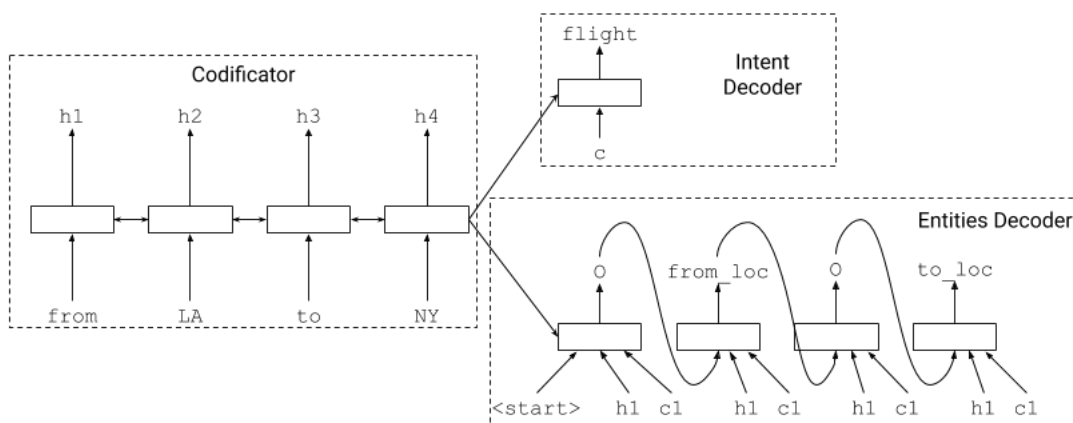 Codificator
h1 h2 h3 h4
from LA to NY
flight
Intent
Decoder
c
Entities Decoder
O from_loc O to_loc
<start> h1 c1 h1 c1 h1 c1 h1 c1